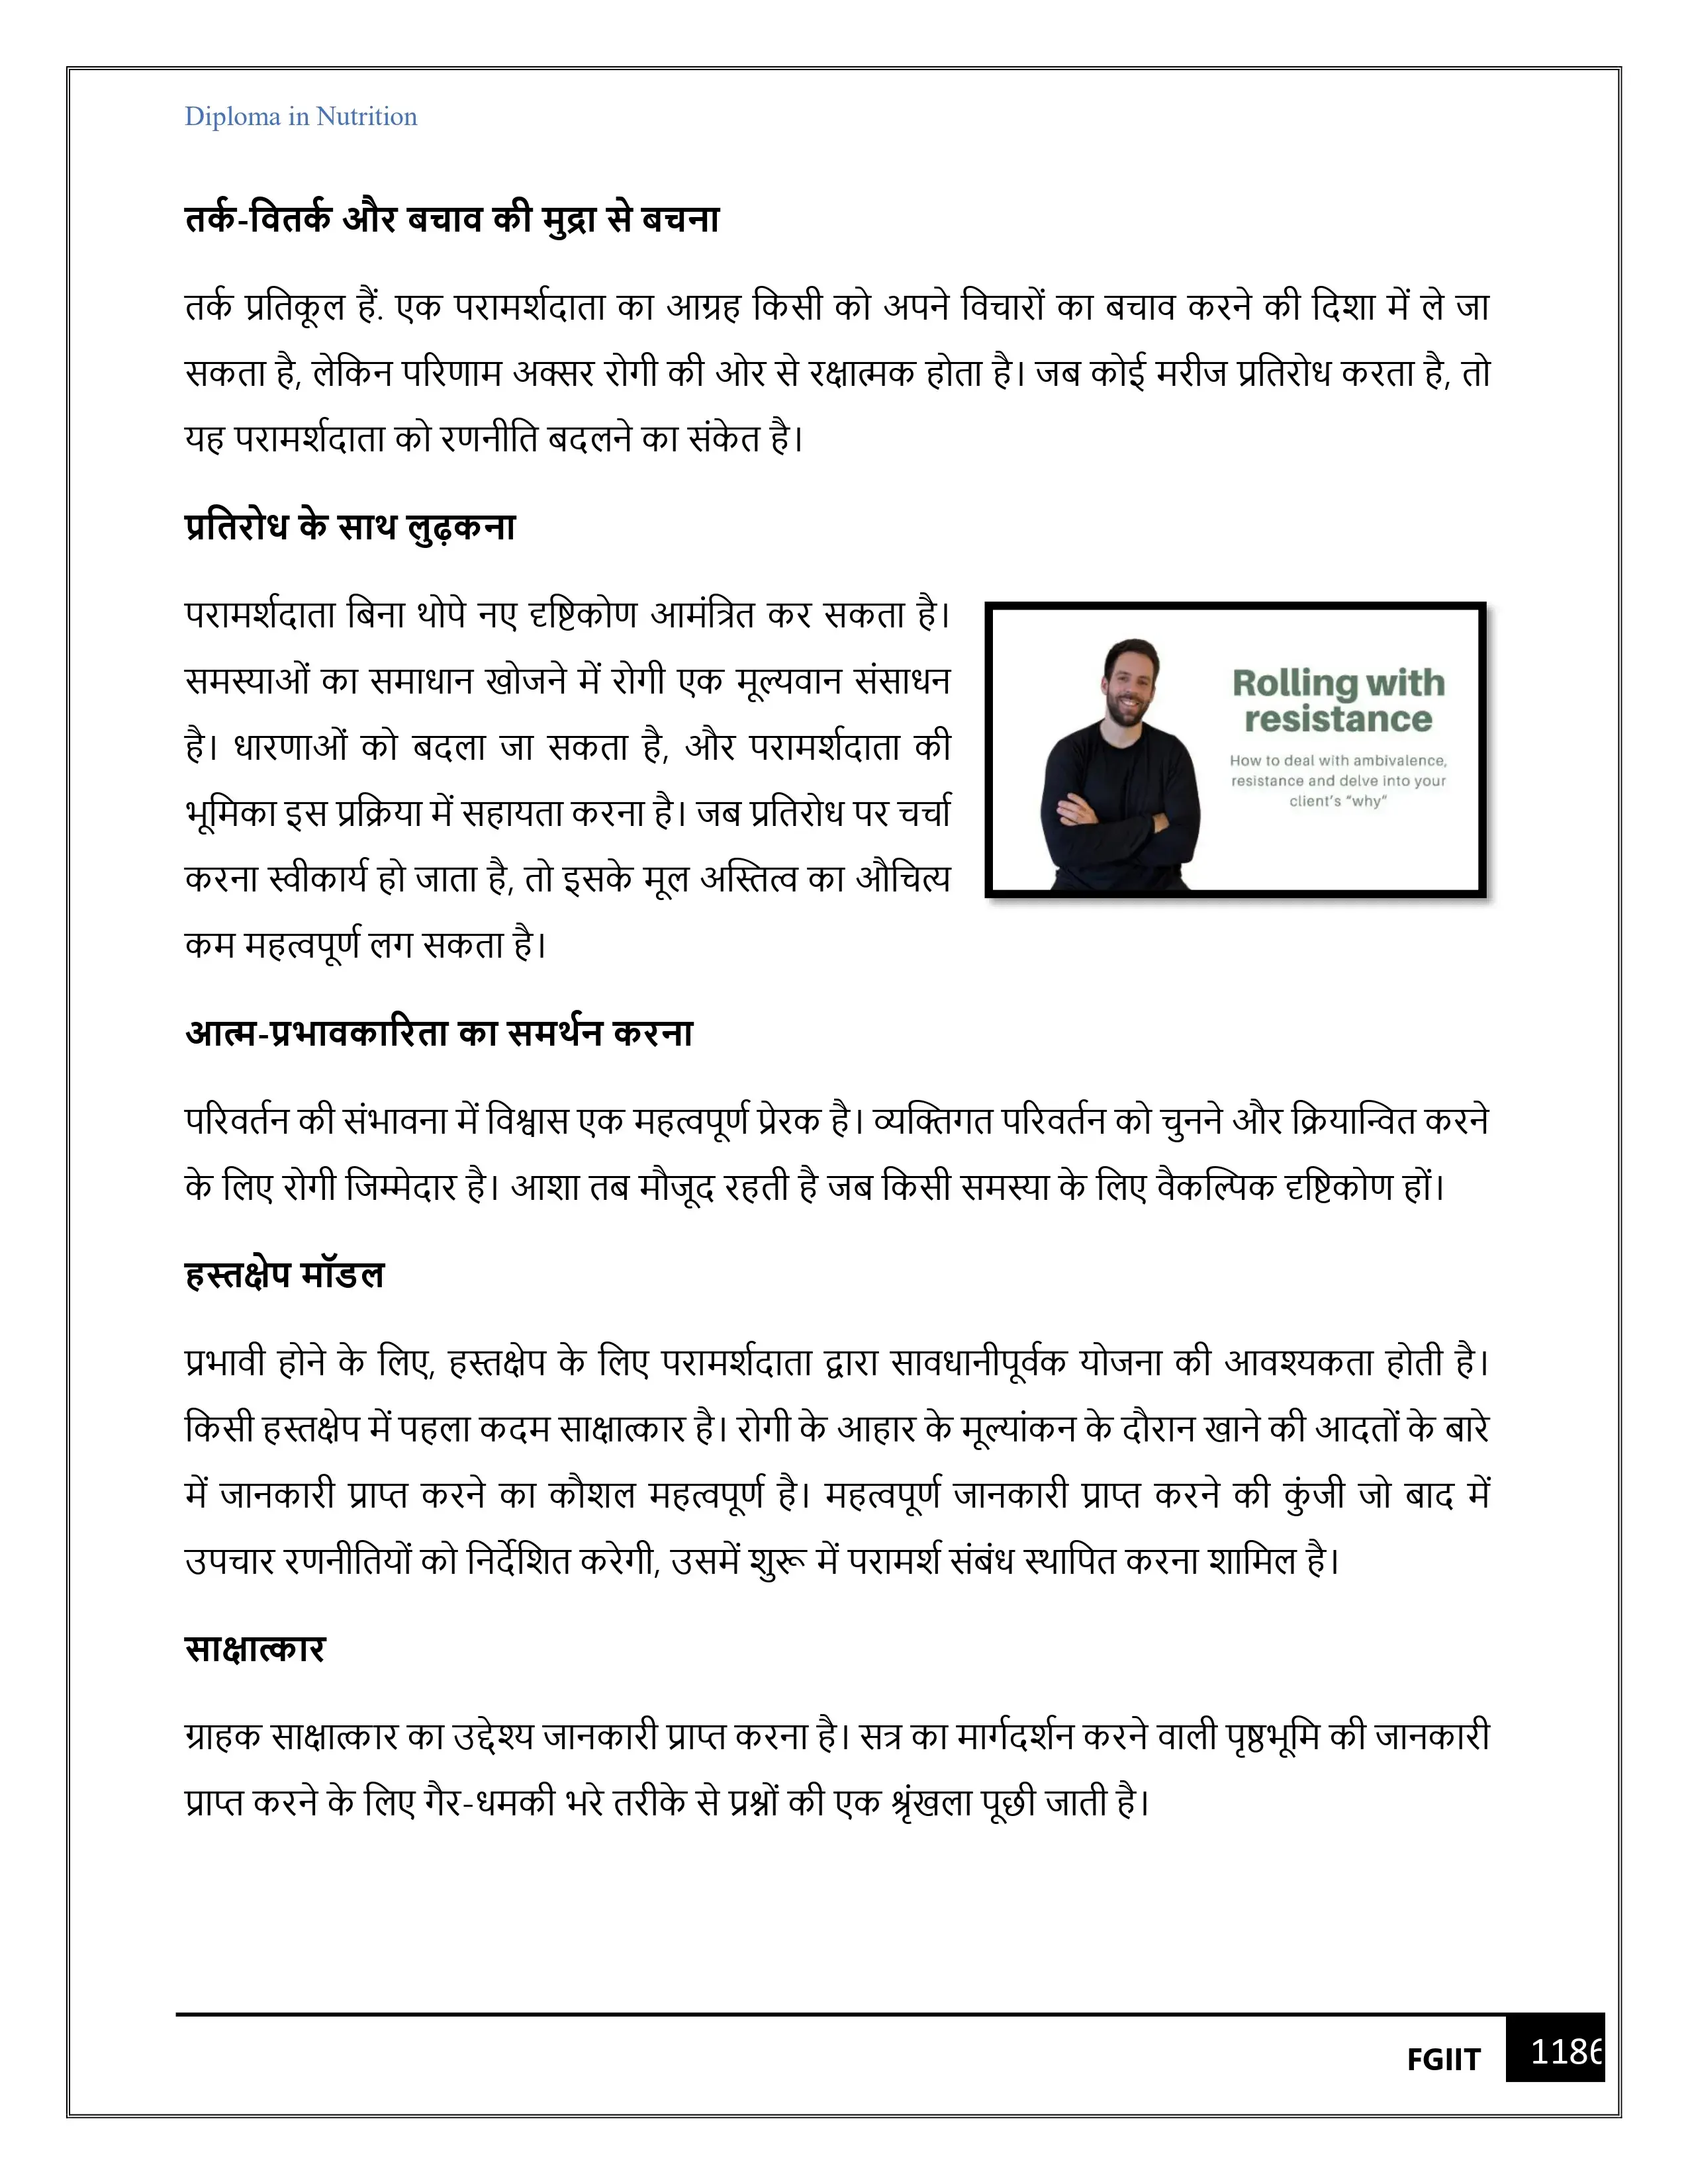 Diploma in Nutrition
तर्क-वितर्क और बचाव की मुद्रा से बचना
तर्क प्रतिकूल हैं. एक परामर्शदाता का आग्रह किसी को अपने विचारों का बचाव करने की दिशा में ले जा
सकता है, लेकिन परिणाम अक्सर रोगी की ओर से रक्षात्मक होता है। जब कोई मरीज प्रतिरोध करता है, तो
यह परामर्शदाता को रणनीति बदलने का संकेत है।
प्रतिरोध के साथ लुढ़कना
परामर्शदाता बिना थोपे नए दृष्टिकोण आमंत्रित कर सकता है।
समस्याओं का समाधान खोजने में रोगी एक मूल्यवान संसाधन
है। धारणाओं को बदला जा सकता है, और परामर्शदाता की
भूमिका इस प्रक्रिया में सहायता करना है। जब प्रतिरोध पर चर्चा
करना स्वीकार्य हो जाता है, तो इसके मूल अस्तित्व का औचित्य
कम महत्वपूर्ण लग सकता है।
Rolling with
resistance
How to deal with ambivalence,
resistance and delve into your
client's "why"
आत्म-प्रभावकारिता का समर्थन करना
परिवर्तन की संभावना में विश्वास एक महत्वपूर्ण प्रेरक है। व्यक्तिगत परिवर्तन को चुनने और क्रियान्वित करने
के लिए रोगी जिम्मेदार है। आशा तब मौजूद रहती है जब किसी समस्या के लिए वैकल्पिक दृष्टिकोण हों।
हस्तक्षेप मॉडल
प्रभावी होने के लिए, हस्तक्षेप के लिए परामर्शदाता द्वारा सावधानीपूर्वक योजना की आवश्यकता होती है।
किसी हस्तक्षेप में पहला कदम साक्षात्कार है। रोगी के आहार के मूल्यांकन के दौरान खाने की आदतों के बारे
में जानकारी प्राप्त करने का कौशल महत्वपूर्ण है। महत्वपूर्ण जानकारी प्राप्त करने की कुंजी जो बाद में
उपचार रणनीतियों को निर्देशित करेगी, उसमें शुरू में परामर्श संबंध स्थापित करना शामिल है।
साक्षात्कार
ग्राहक साक्षात्कार का उद्देश्य जानकारी प्राप्त करना है। सत्र का मार्गदर्शन करने वाली पृष्ठभूमि की जानकारी
प्राप्त करने के लिए गैर-धमकी भरे तरीके से प्रश्नों की एक श्रृंखला पूछी जाती है।
FGIIT
1186